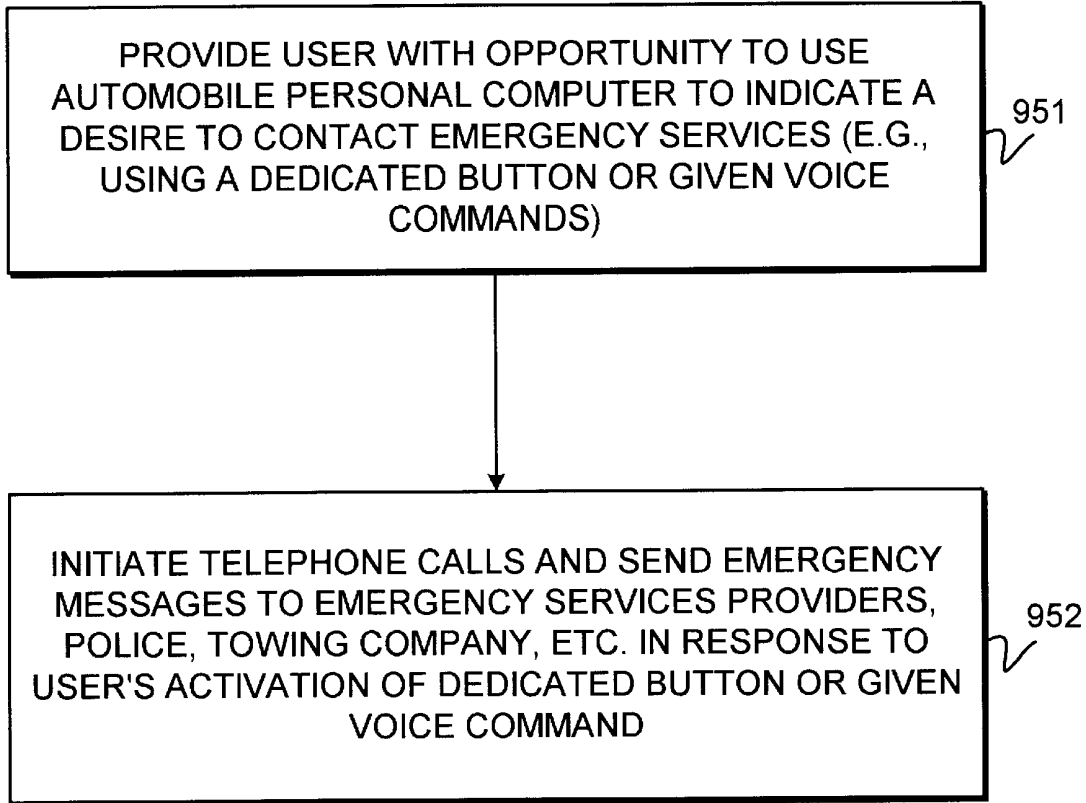 PROVIDE USER WITH OPPORTUNITY TO USE
AUTOMOBILE PERSONAL COMPUTER TO INDICATE A
DESIRE TO CONTACT EMERGENCY SERVICES (E.G.,
USING A DEDICATED BUTTON OR GIVEN VOICE
COMMANDS)
951
INITIATE TELEPHONE CALLS AND SEND EMERGENCY
MESSAGES TO EMERGENCY SERVICES PROVIDERS,
POLICE, TOWING COMPANY, ETC. IN RESPONSE TO
USER'S ACTIVATION OF DEDICATED BUTTON OR GIVEN
VOICE COMMAND
952